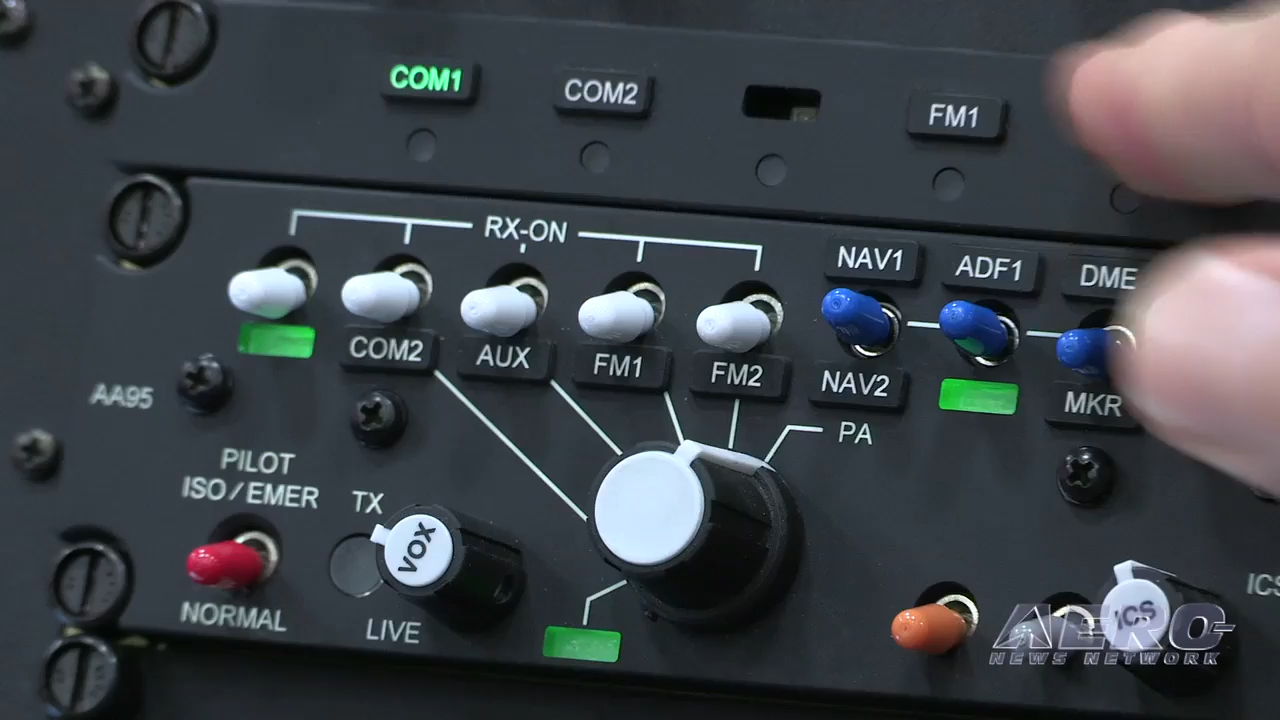 COM1
COM2
FM1
RX-ON
NAV1
ADF1
DME
COM2
AUX
FM1
FM2
NAV2
MKR
AA95
PA
PILOT
ISO/EMER
TX
VOX
NORMAL
LIVE
ICS
AERO-
NEWS NETWORK